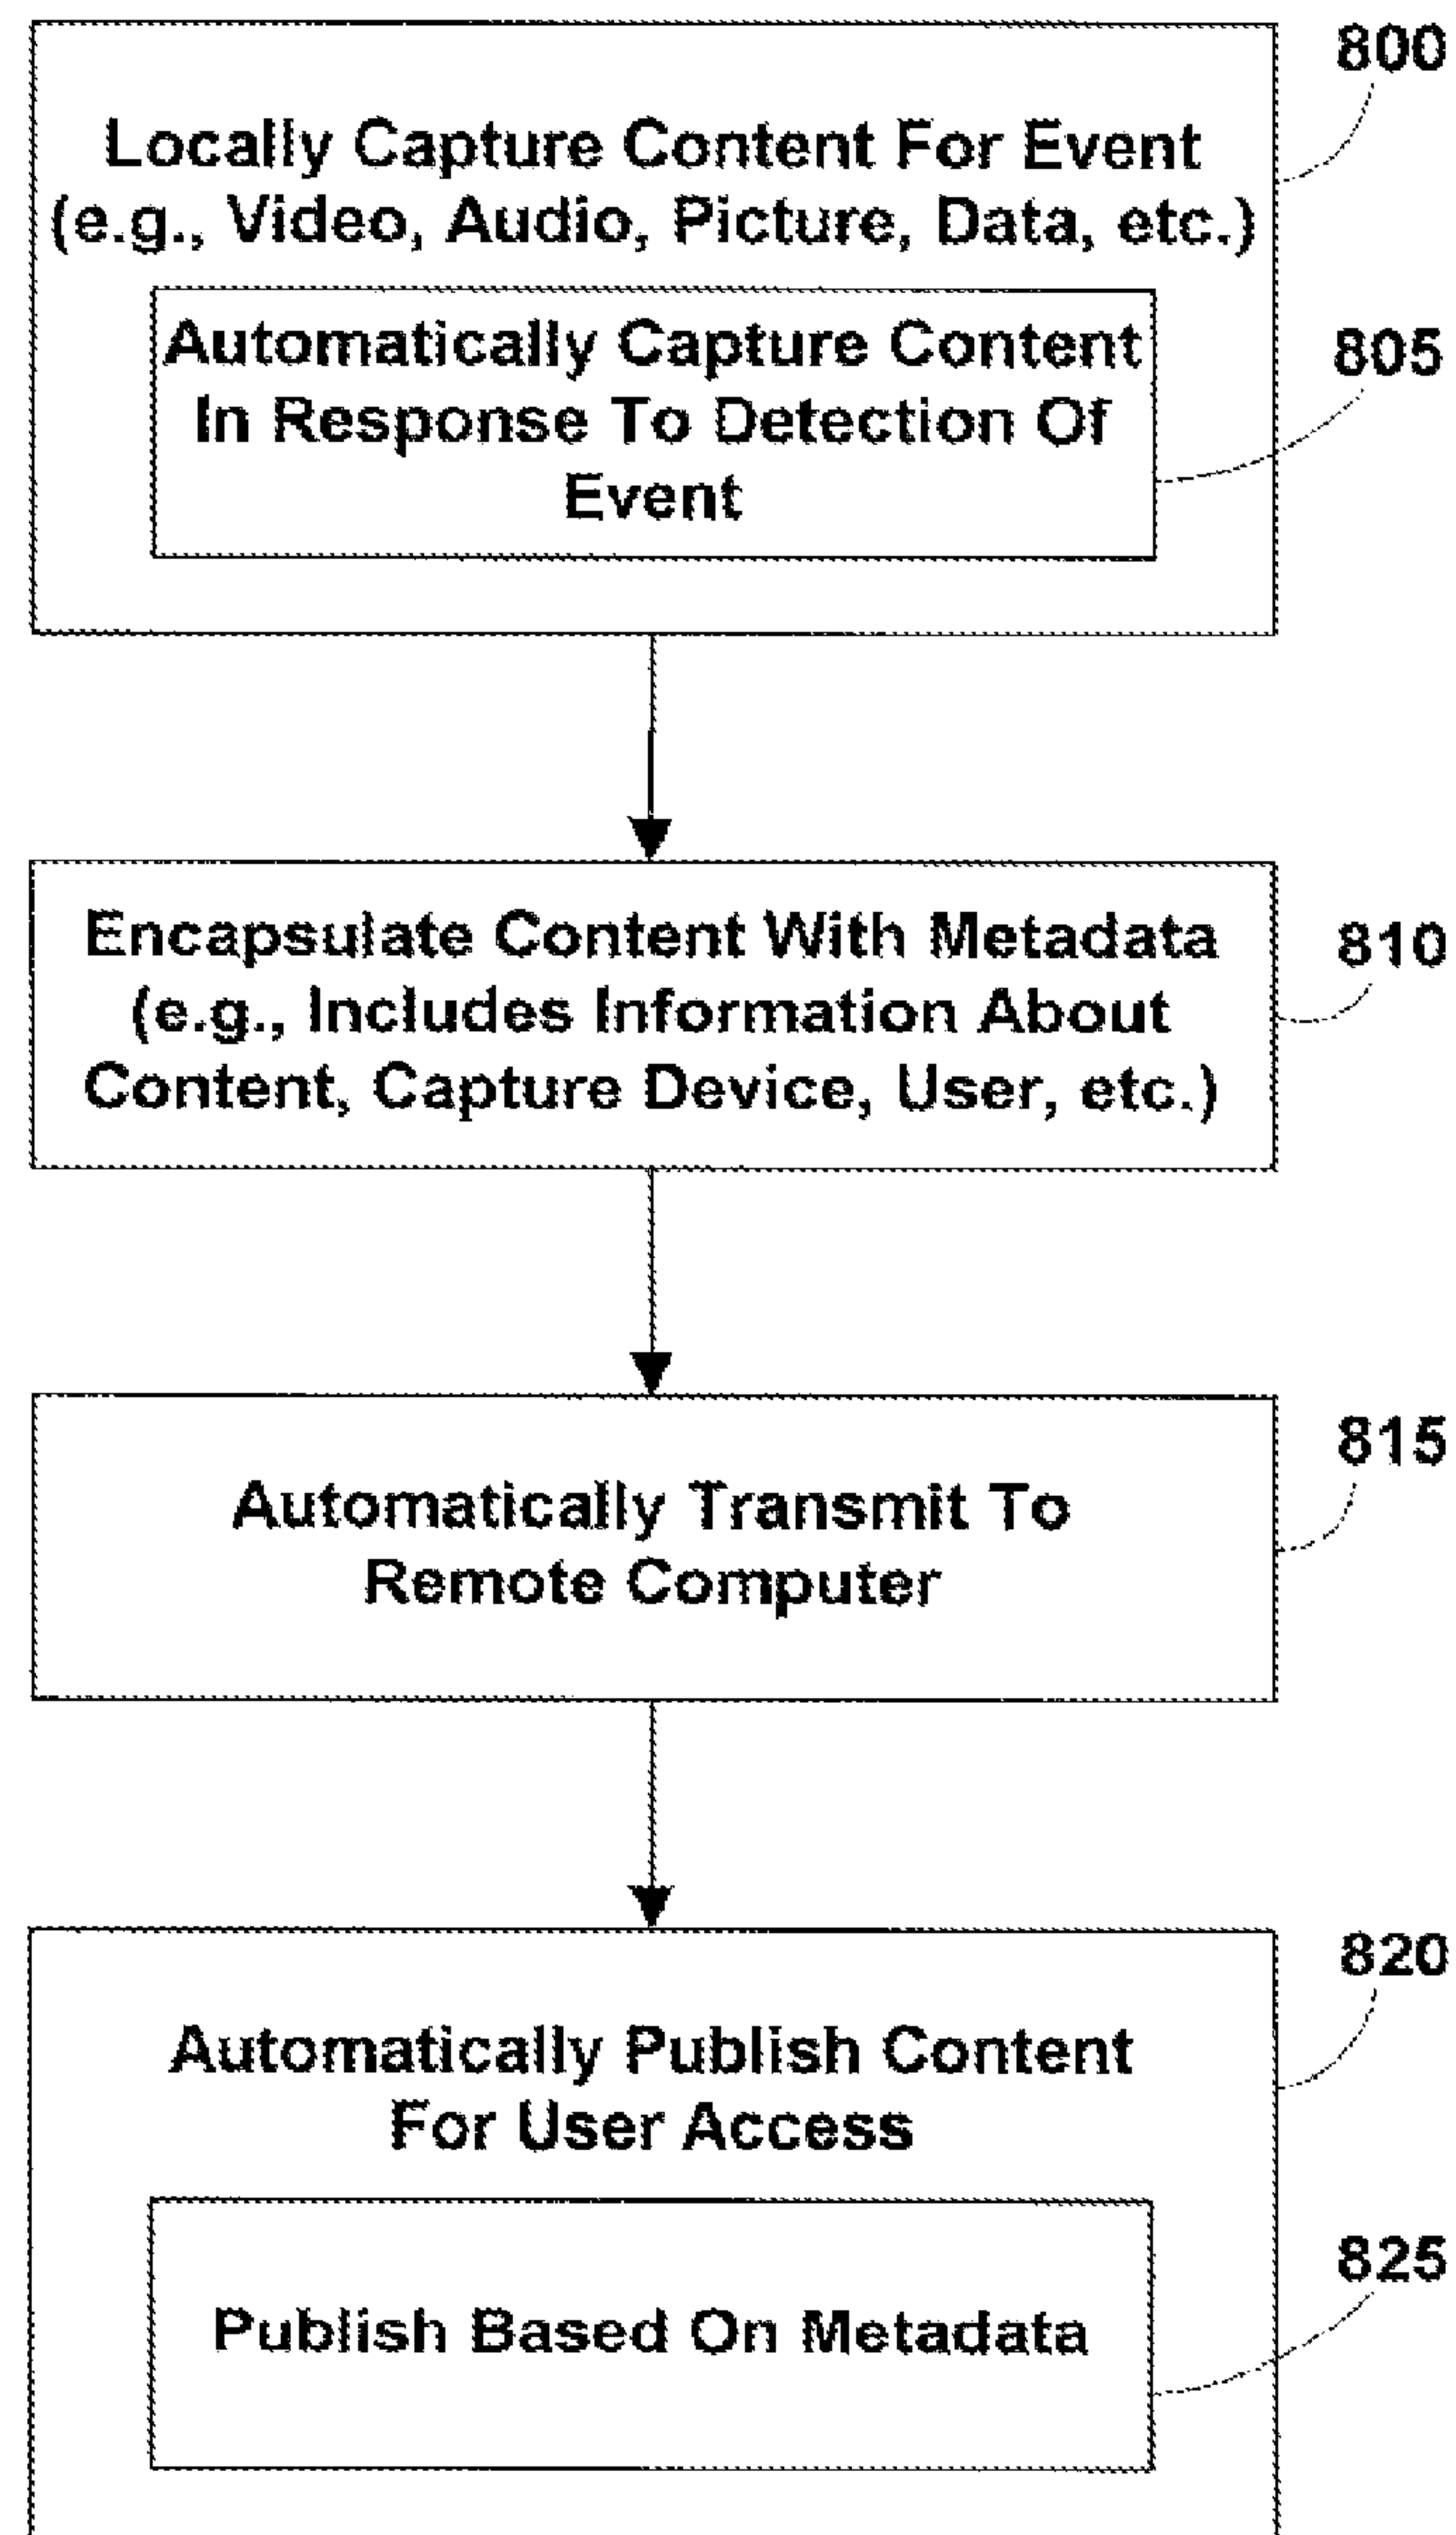 800
Locally Capture Content For Event
(e.g., Video, Audio, Picture, Data, etc.)
Automatically Capture Content
In Response To Detection Of
Event
805
Encapsulate Content With Metadata
(e.g., Includes Information About
Content, Capture Device, User, etc.)
810
Automatically Transmit To
Remote Computer
815
820
Automatically Publish Content
For User Access
Publish Based On Metadata
825